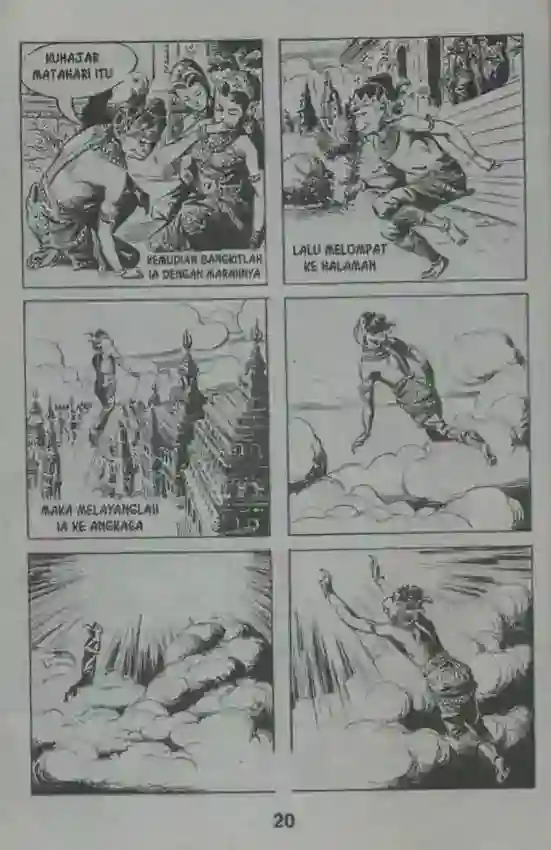 KUHAJAR
MATAHARI ITU
KEMUDIAN BANGKITLAH
IA DENGAN MARAHNYA
LALU MELOMPAT
KE HALAMAN
MAKA MELAYANGLAH
IA KE ANGKASA
20